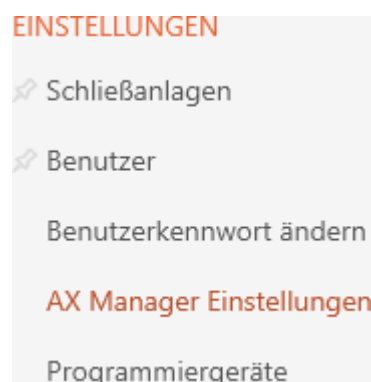 EINSTELLUNGEN
Schließanlagen
Benutzer
Benutzerkennwort ändern
AX Manager Einstellungen
Programmiergeräte